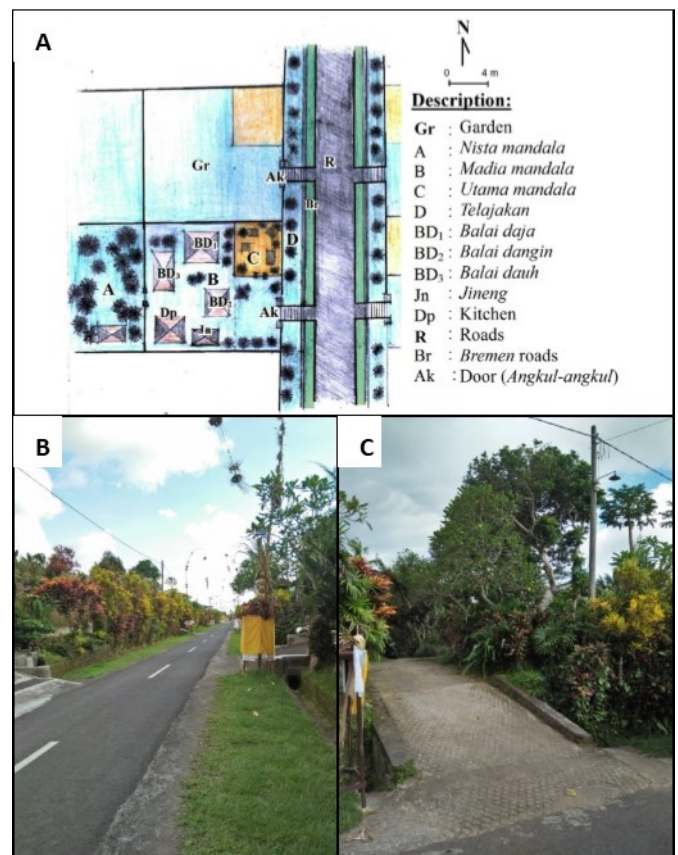 A
N
0 4 m
Description:
Gr : Garden
A : Nista mandala
B : Madia mandala
C : Utama mandala
D : Telajakan
BD1 : Balai daja
BD2 : Balai dangin
BD3 : Balai dauh
Jn : Jineng
Dp : Kitchen
R : Roads
Br : Bremen roads
Ak : Door (Angkul-angkul)
Gr
R
Ak
Br
BD1
D
C
BD3
B
A
BD2
Dp
Jn
Ak
B
C